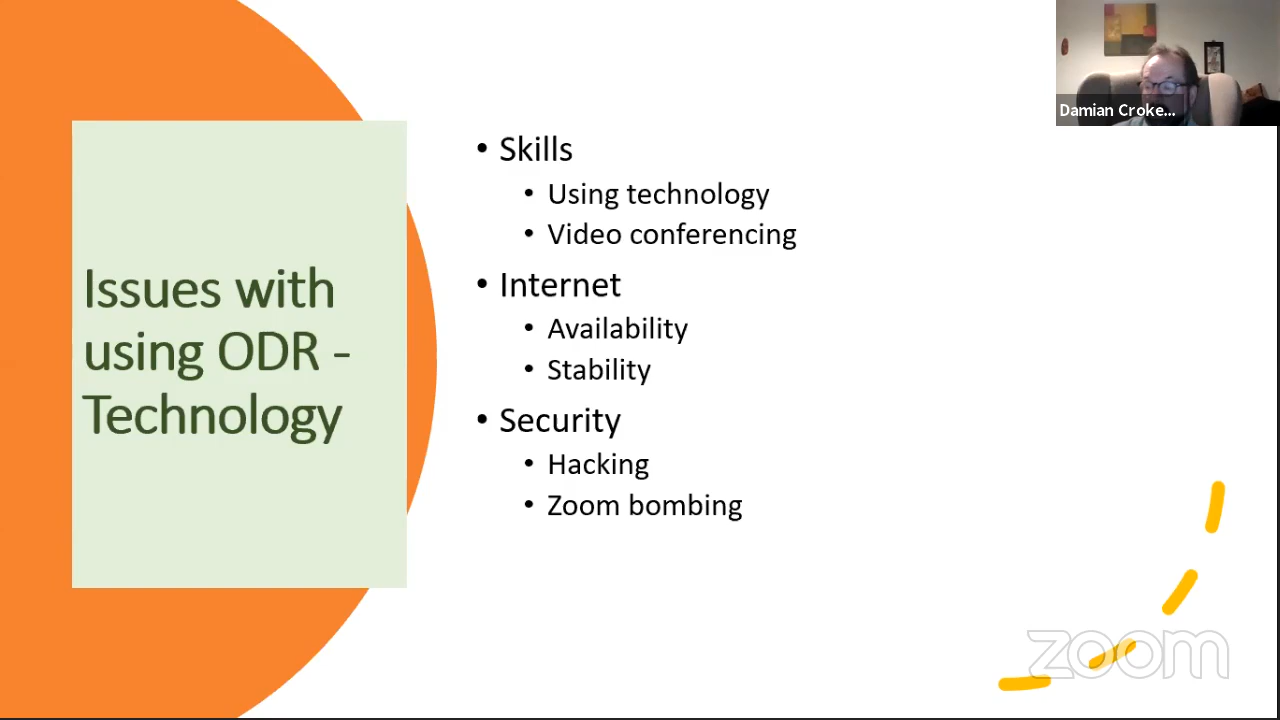 Damian Croke...
Issues with
using ODR -
Technology
• Skills
• Using technology
• Video conferencing
• Internet
• Availability
• Stability
• Security
• Hacking
• Zoom bombing
zoom